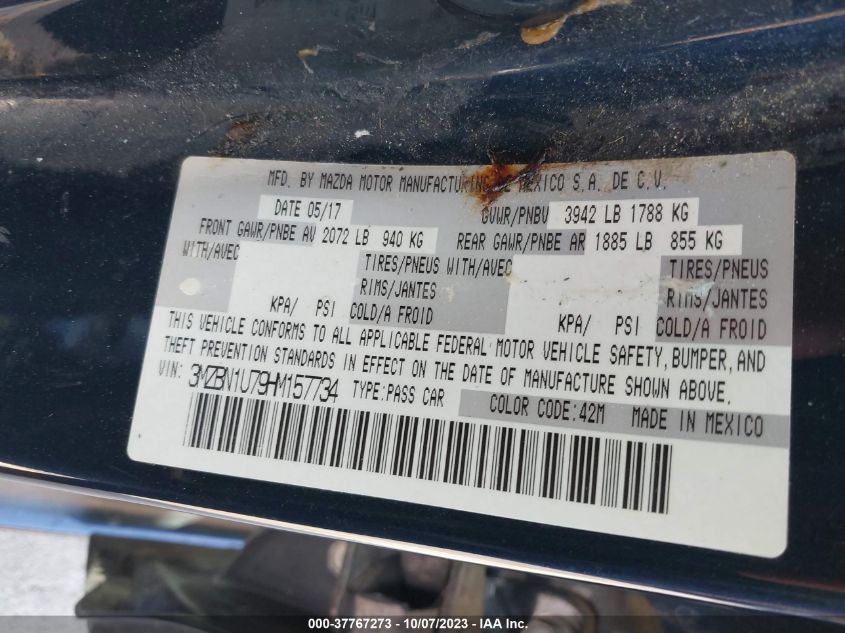 MFD. BY MAZDA MOTOR MANUFACTURING DE MEXICO S.A. DE C.V.
DATE 05/17 GVWR/PNBV 3942 LB 1788 KG
FRONT GAWR/PNBE AV 2072 LB 940 KG REAR GAWR/PNBE AR 1885 LB 855 KG
WITH/AVEC TIRES/PNEUS WITH/AVEC TIRES/PNEUS
RIMS/JANTES RIMS/JANTES
KPA/ PSI COLD/A FROID KPA/ PSI COLD/A FROID
THIS VEHICLE CONFORMS TO ALL APPLICABLE FEDERAL MOTOR VEHICLE SAFETY, BUMPER, AND
THEFT PREVENTION STANDARDS IN EFFECT ON THE DATE OF MANUFACTURE SHOWN ABOVE.
VIN: 3MZBN1U79HM157734 TYPE:PASS CAR
COLOR CODE:42M MADE IN MEXICO
000-37767273 - 10/07/2023 - IAA Inc.